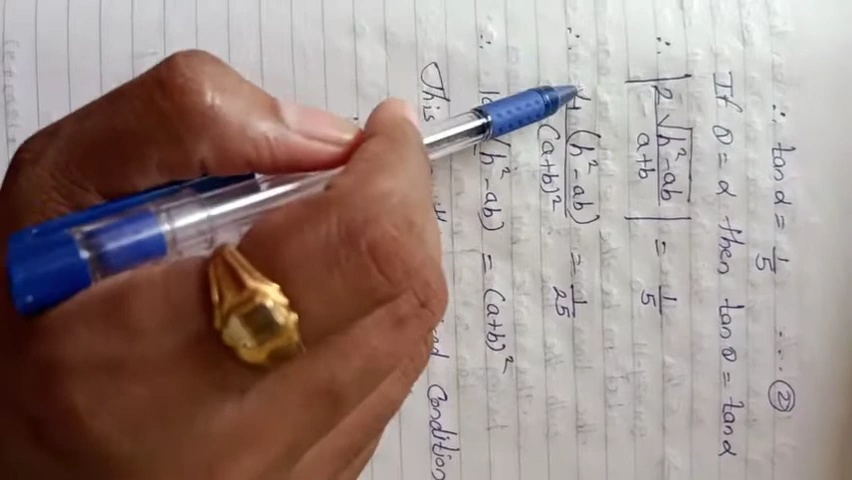 ∴ tan α = 1/5 .... ②
If θ = α then tan θ = tan α
∴ | 2√(h²-ab) / a+b | = 1/5
∴ 4 (h²-ab) / (a+b)² = 1/25
∴ (h²-ab) = (a+b)²
This Condition